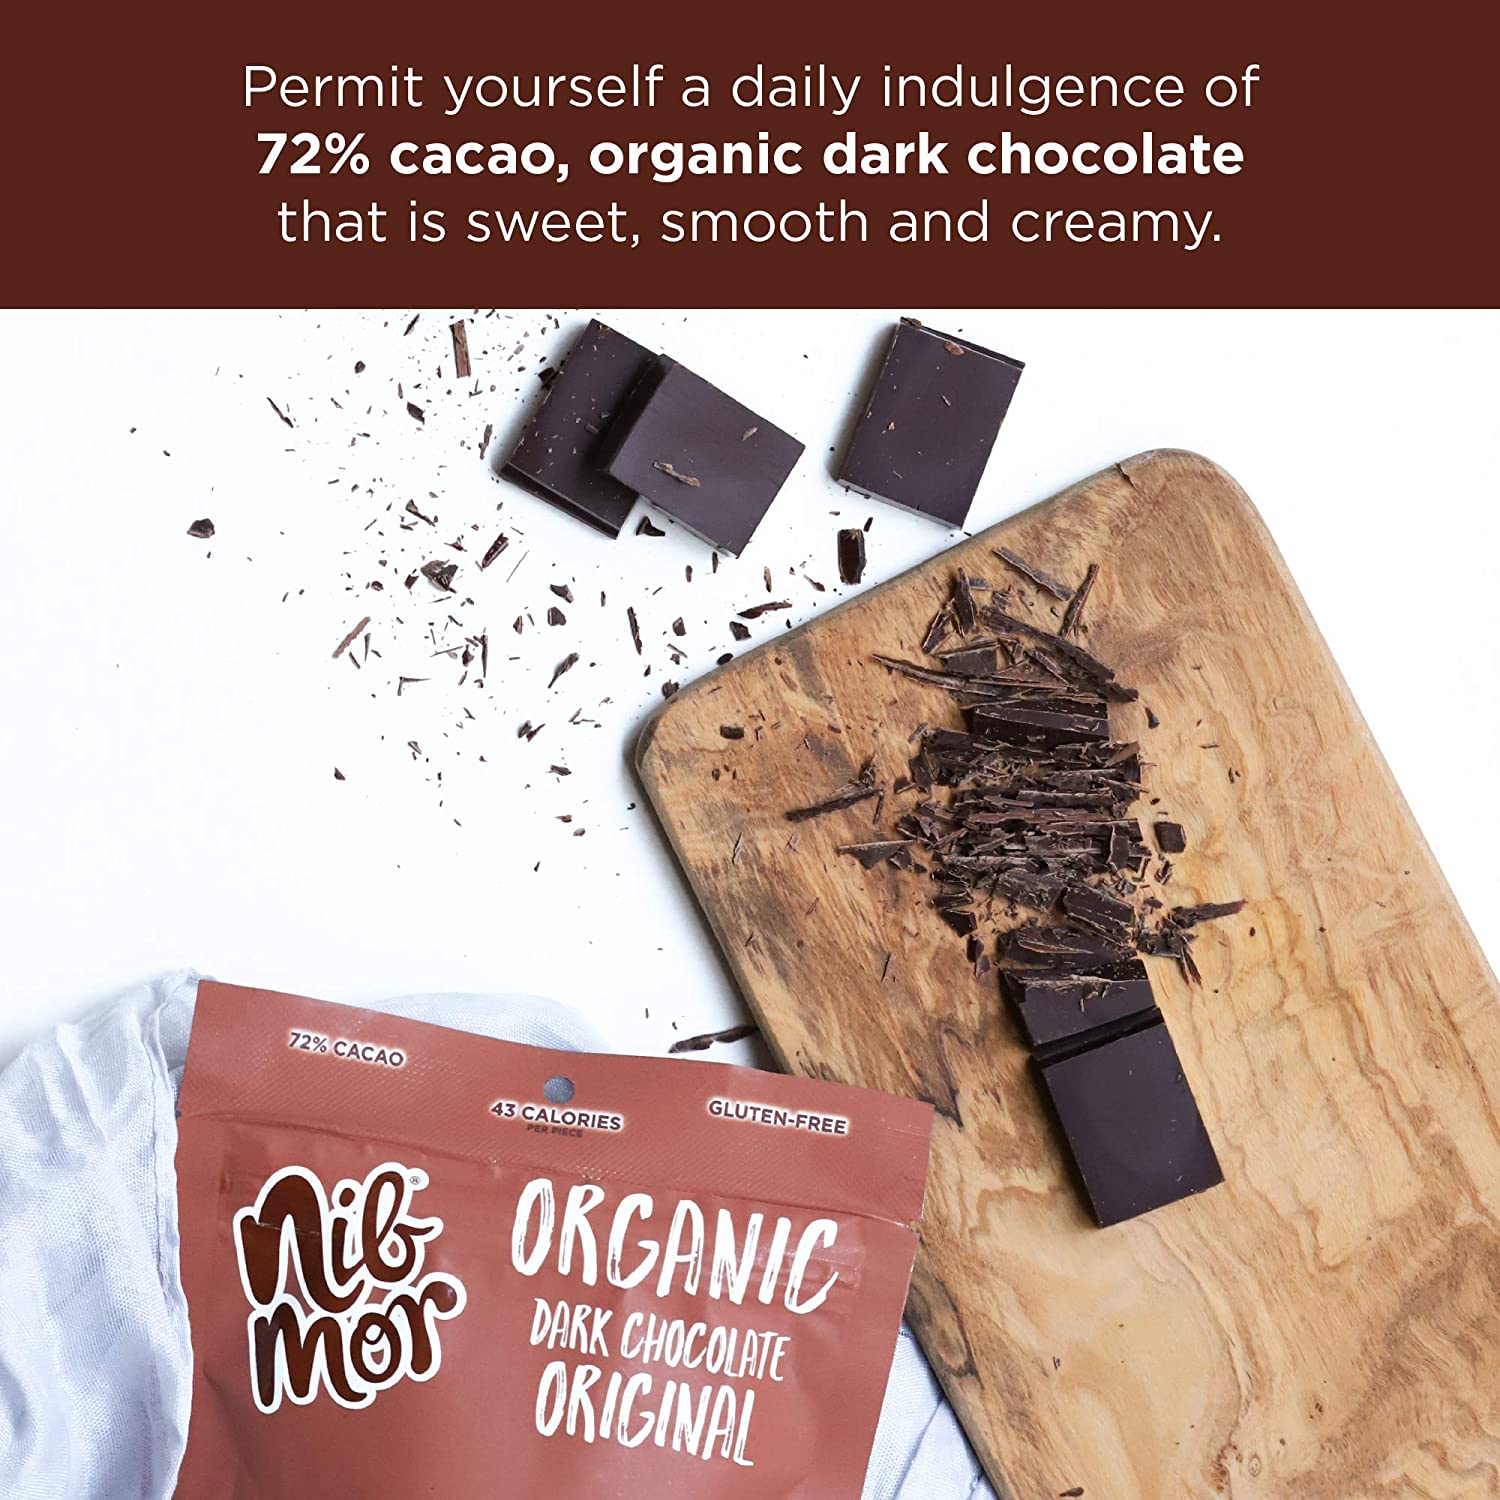 Permit yourself a daily indulgence of
72% cacao, organic dark chocolate
that is sweet, smooth and creamy.
72% CACAO
43 CALORIES
PER PIECE
GLUTEN-FREE
nib
mor®
ORGANIC
DARK CHOCOLATE
ORIGINAL